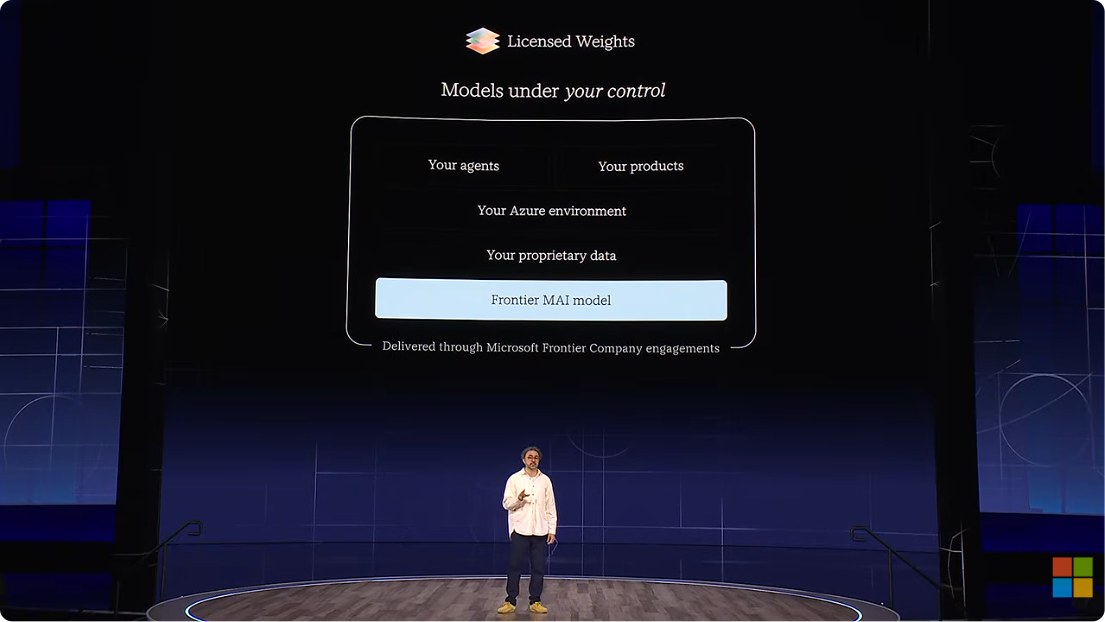 Licensed Weights
Models under your control
Your agents
Your products
Your Azure environment
Your proprietary data
Frontier MAI model
Delivered through Microsoft Frontier Company engagements